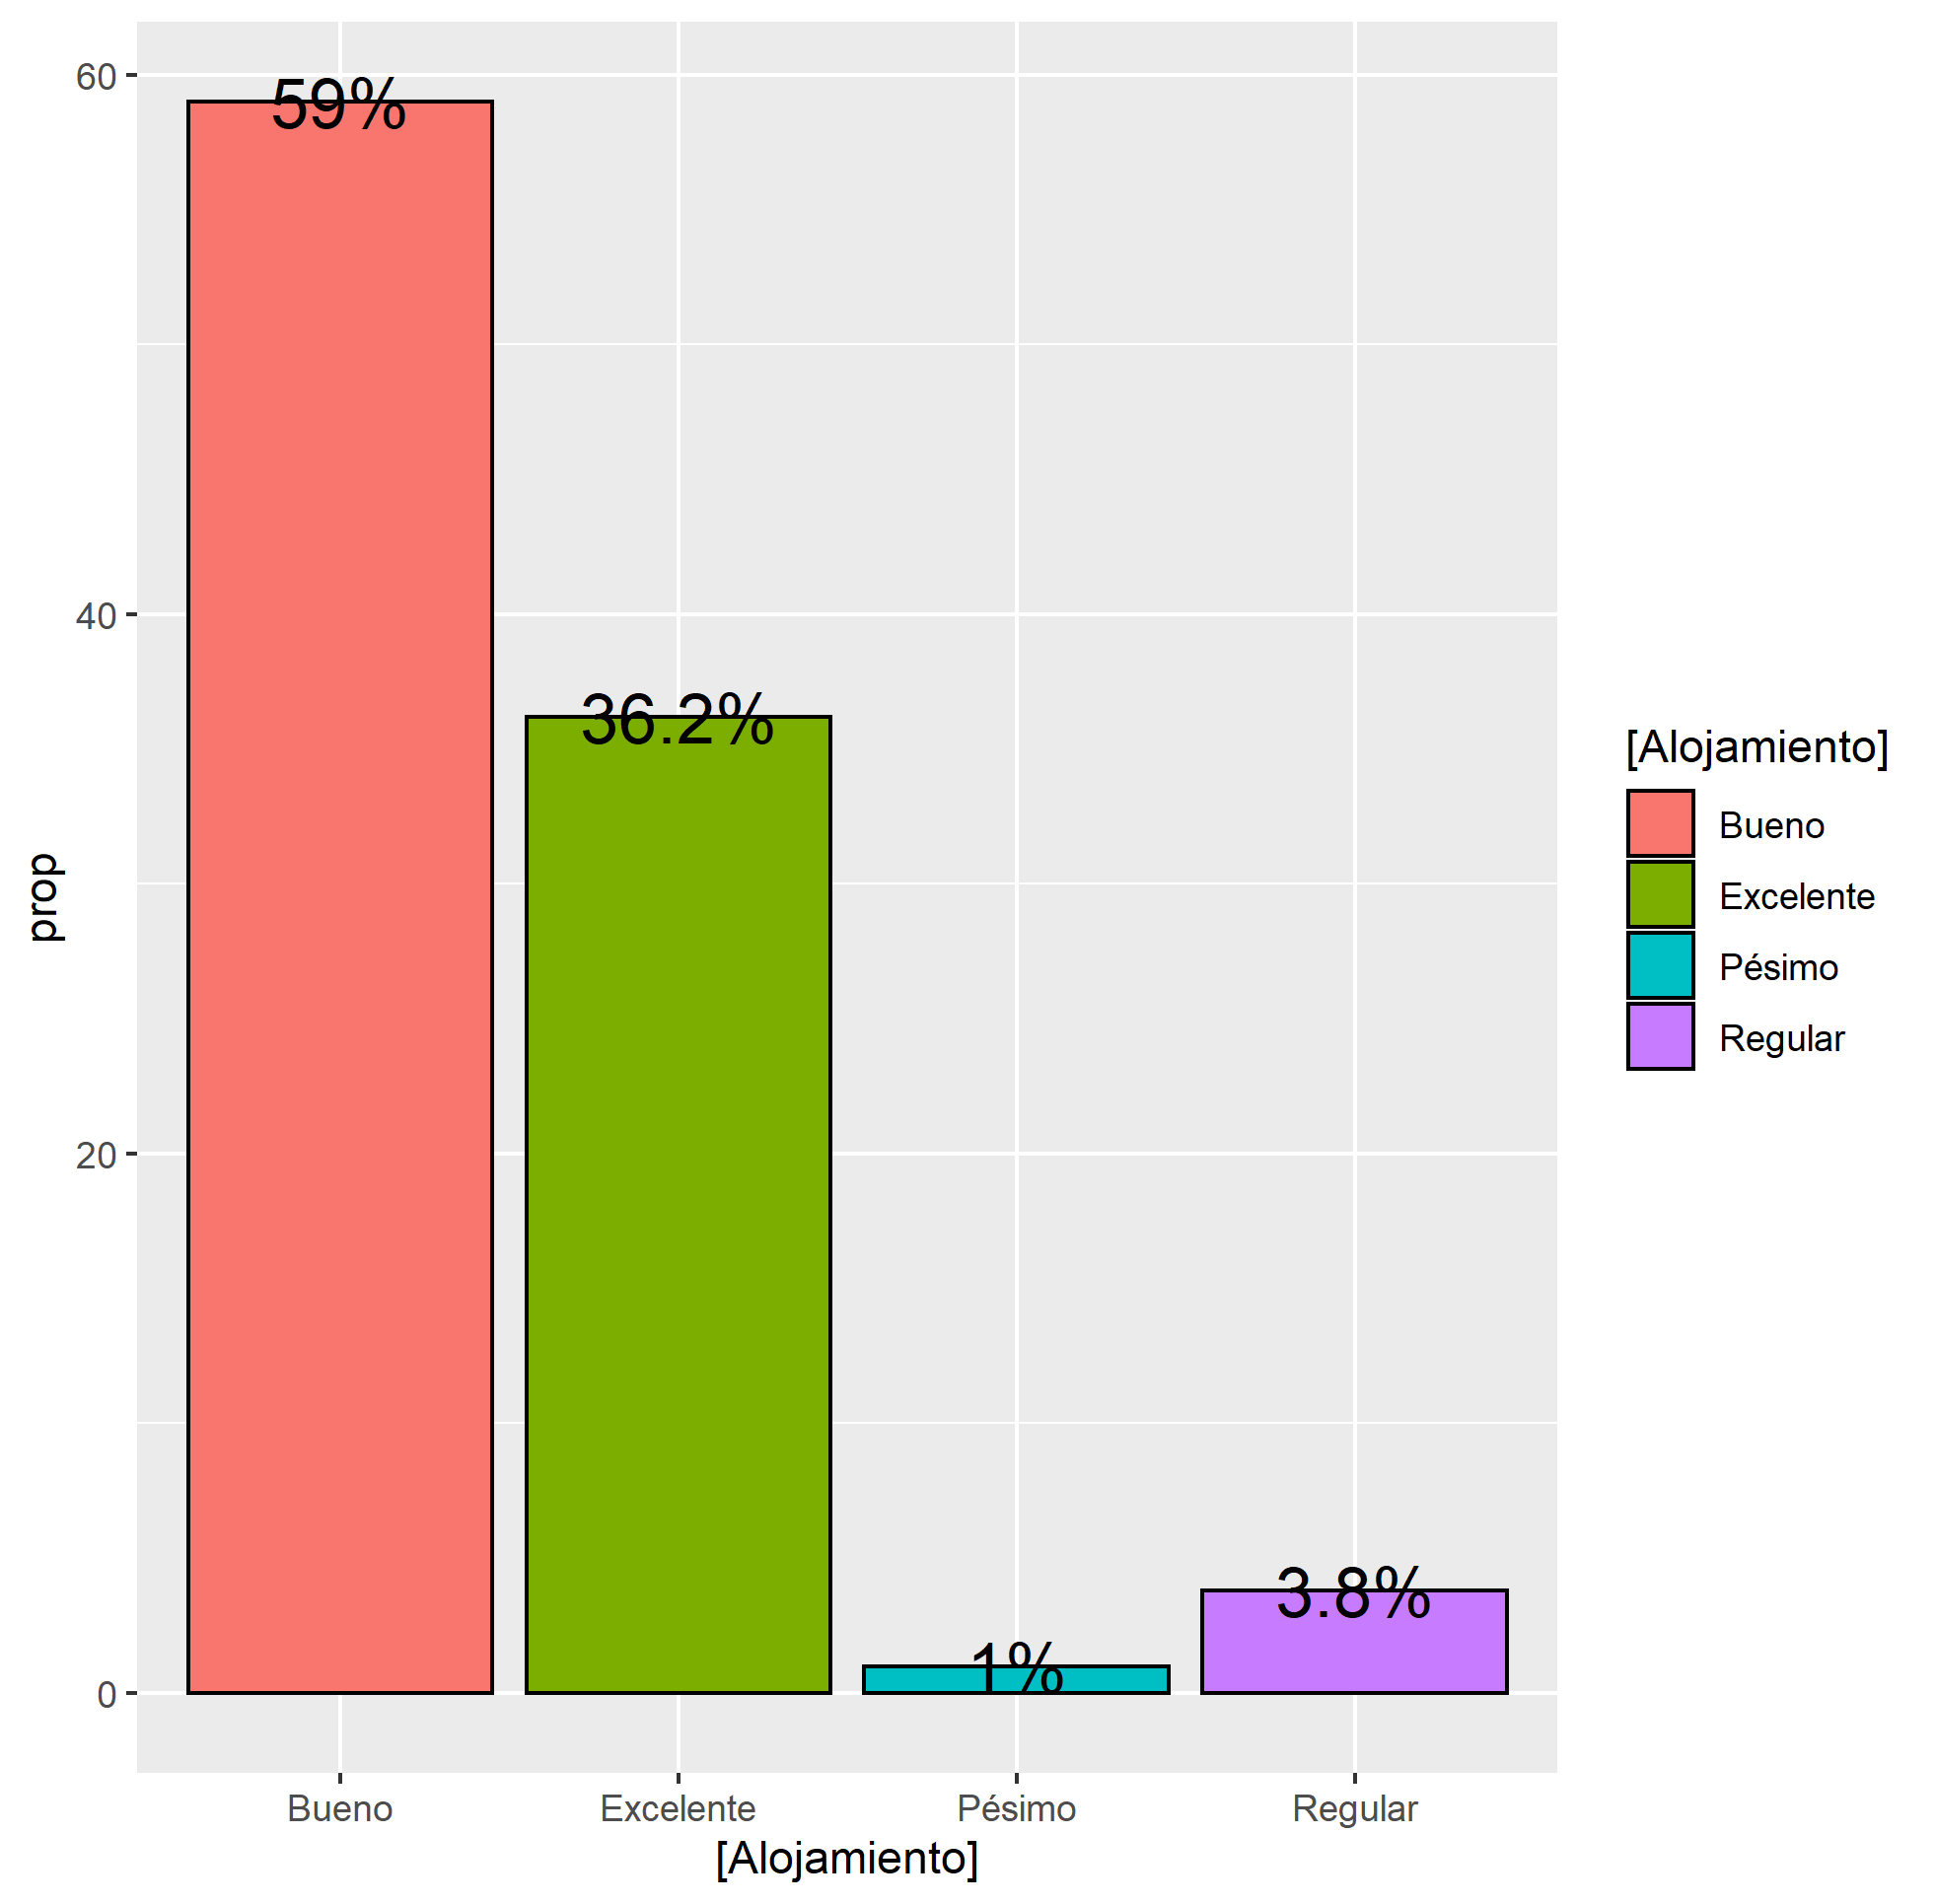 60
40
20
0
prop
59%
36.2%
1%
3.8%
Bueno
Excelente
Pésimo
Regular
[Alojamiento]
[Alojamiento]
Bueno
Excelente
Pésimo
Regular